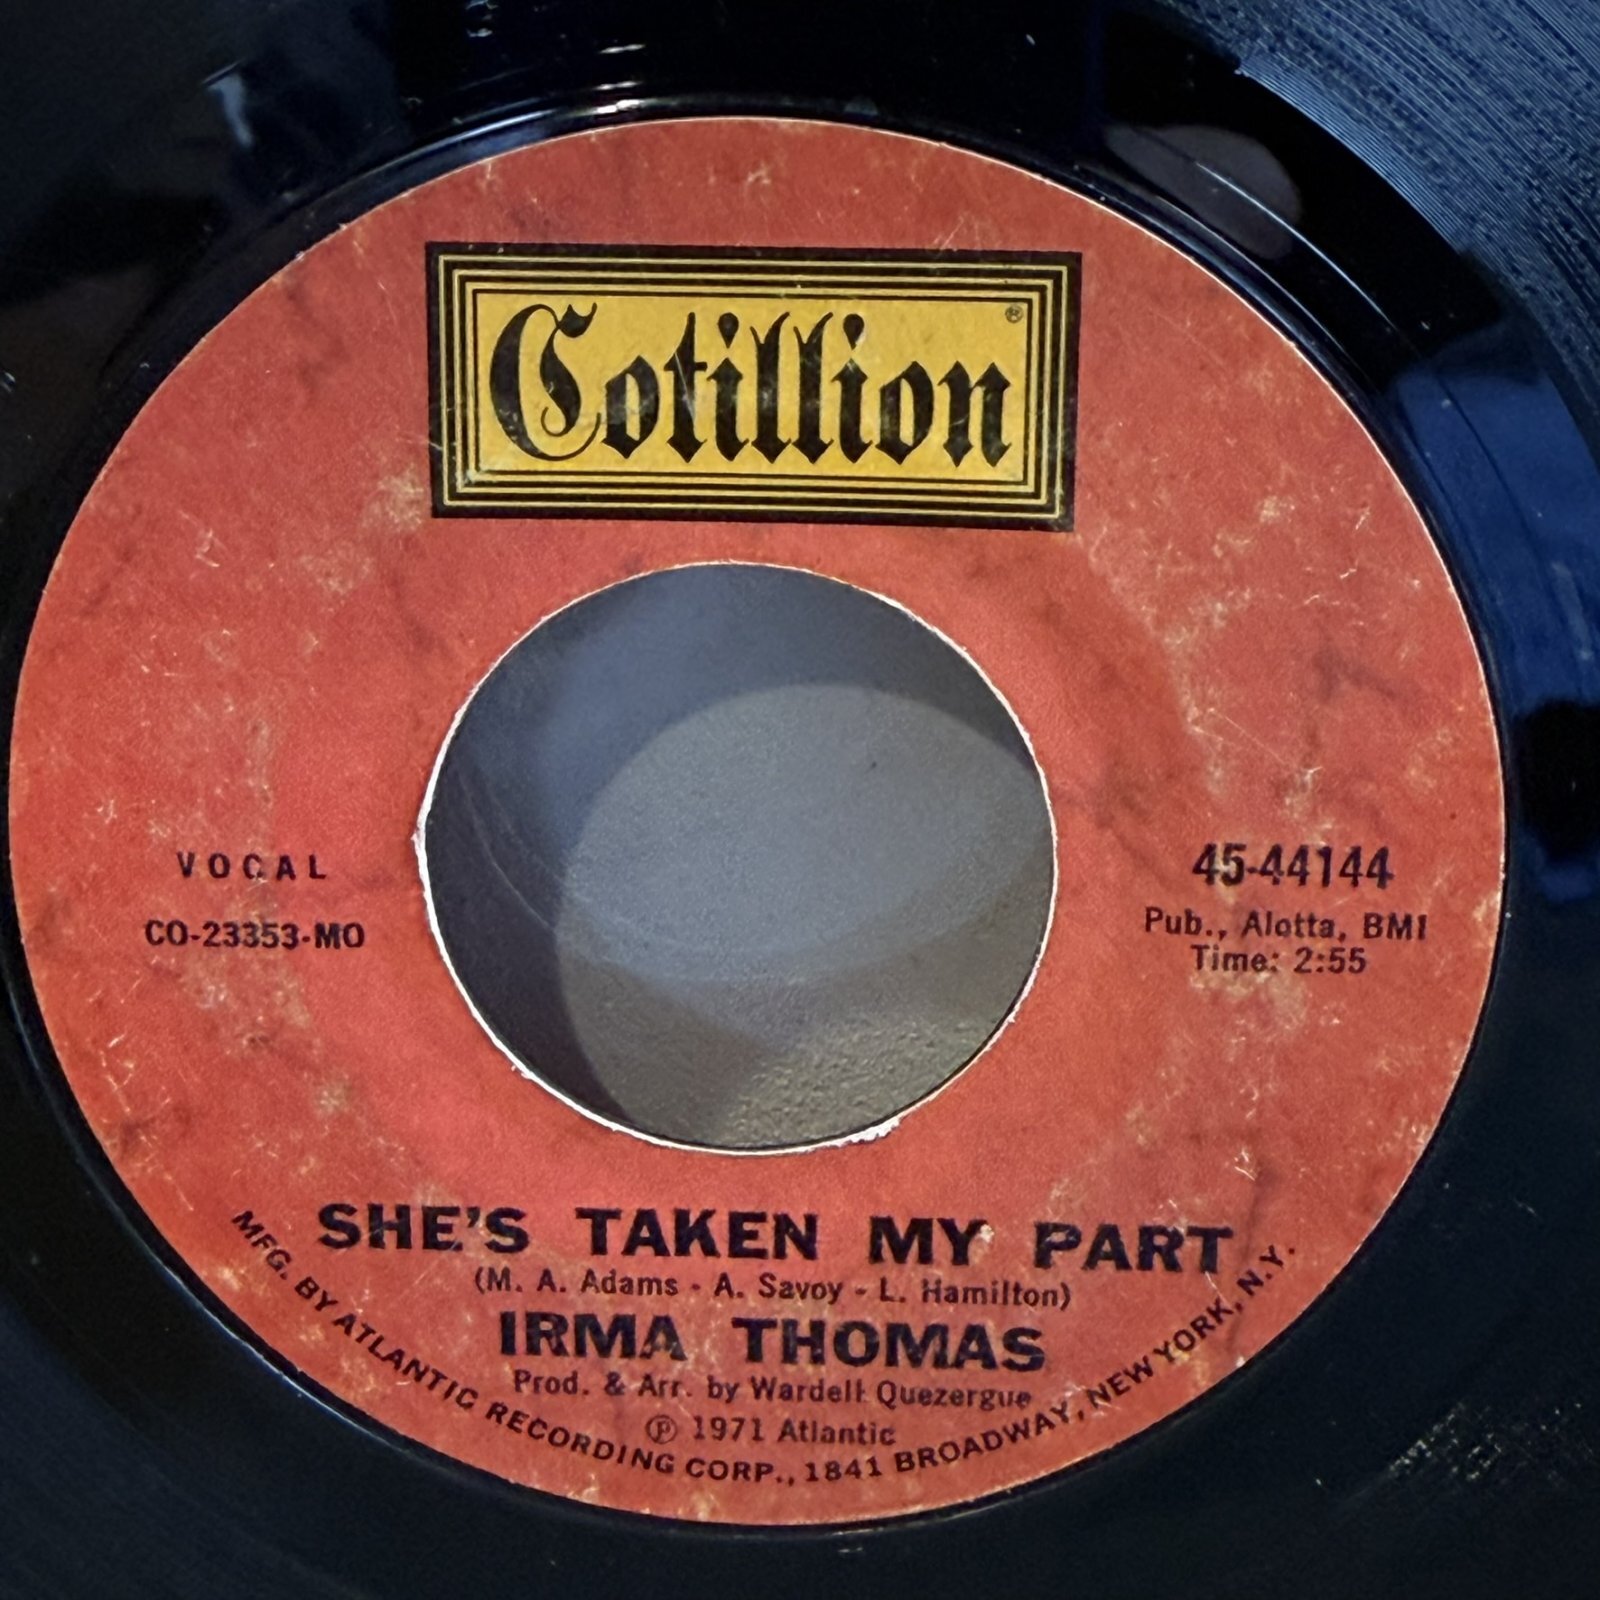 Cotillion®
VOCAL
CO-23353-MO
45-44144
Pub., Alotta, BMI
Time: 2:55
SHE'S TAKEN MY PART
(M. A. Adams - A. Savoy - L. Hamilton)
IRMA THOMAS
Prod. & Arr. by Wardell Quezergue
℗ 1971 Atlantic
MFG. BY ATLANTIC RECORDING CORP., 1841 BROADWAY, NEW YORK, N.Y.